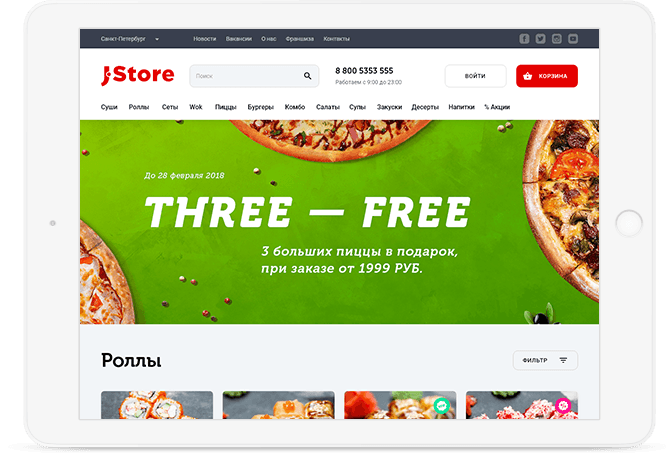 Санкт-Петербург
Новости
Вакансии
О нас
Франшиза
Контакты
JStore
Поиск
8 800 5353 555
Работаем с 9:00 до 23:00
ВОЙТИ
КОРЗИНА
Суши
Роллы
Сеты
Wok
Пиццы
Бургеры
Комбо
Салаты
Супы
Закуски
Десерты
Напитки
% Акции
До 28 февраля 2018
THREE — FREE
3 больших пиццы в подарок,
при заказе от 1999 РУБ.
Роллы
ФИЛЬТР